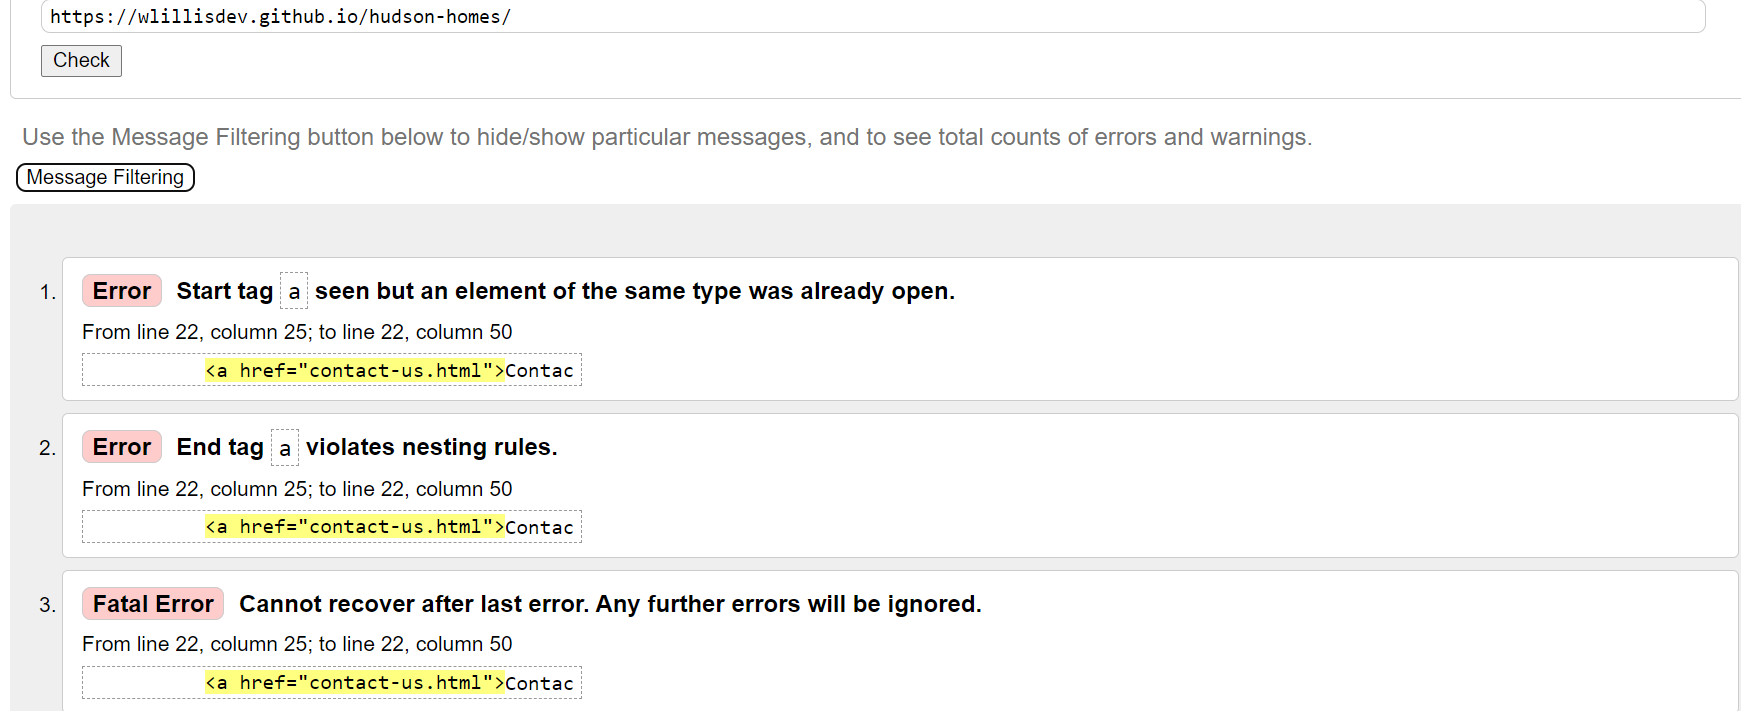 https://wlillisdev.github.io/hudson-homes/
Check
Use the Message Filtering button below to hide/show particular messages, and to see total counts of errors and warnings.
Message Filtering
1. Error Start tag a seen but an element of the same type was already open.
From line 22, column 25; to line 22, column 50
<a href="contact-us.html">Contac
2. Error End tag a violates nesting rules.
From line 22, column 25; to line 22, column 50
<a href="contact-us.html">Contac
3. Fatal Error Cannot recover after last error. Any further errors will be ignored.
From line 22, column 25; to line 22, column 50
<a href="contact-us.html">Contac